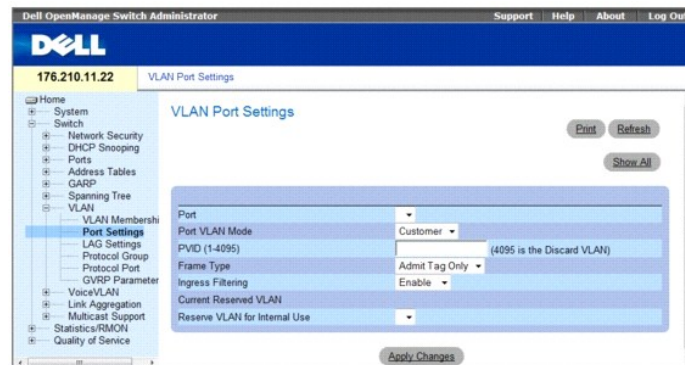 Dell OpenManage Switch Administrator Support Help About Log Out
DELL
176.210.11.22 VLAN Port Settings
Home
System
Switch
Network Security
DHCP Snooping
Ports
Address Tables
GARP
Spanning Tree
VLAN
VLAN Membershi
Port Settings
LAG Settings
Protocol Group
Protocol Port
GVRP Parameter
VoiceVLAN
Link Aggregation
Multicast Support
Statistics/RMON
Quality of Service
VLAN Port Settings
Print Refresh
Show All
Port
Port VLAN Mode Customer
PVID (1-4095) (4095 is the Discard VLAN)
Frame Type Admit Tag Only
Ingress Filtering Enable
Current Reserved VLAN
Reserve VLAN for Internal Use
Apply Changes